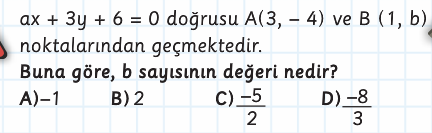 ax + 3y + 6 = 0 doğrusu A(3, – 4) ve B (1, b)
noktalarından geçmektedir.
Buna göre, b sayısının değeri nedir?
A)–1 B) 2 C) –5/2 D) –8/3